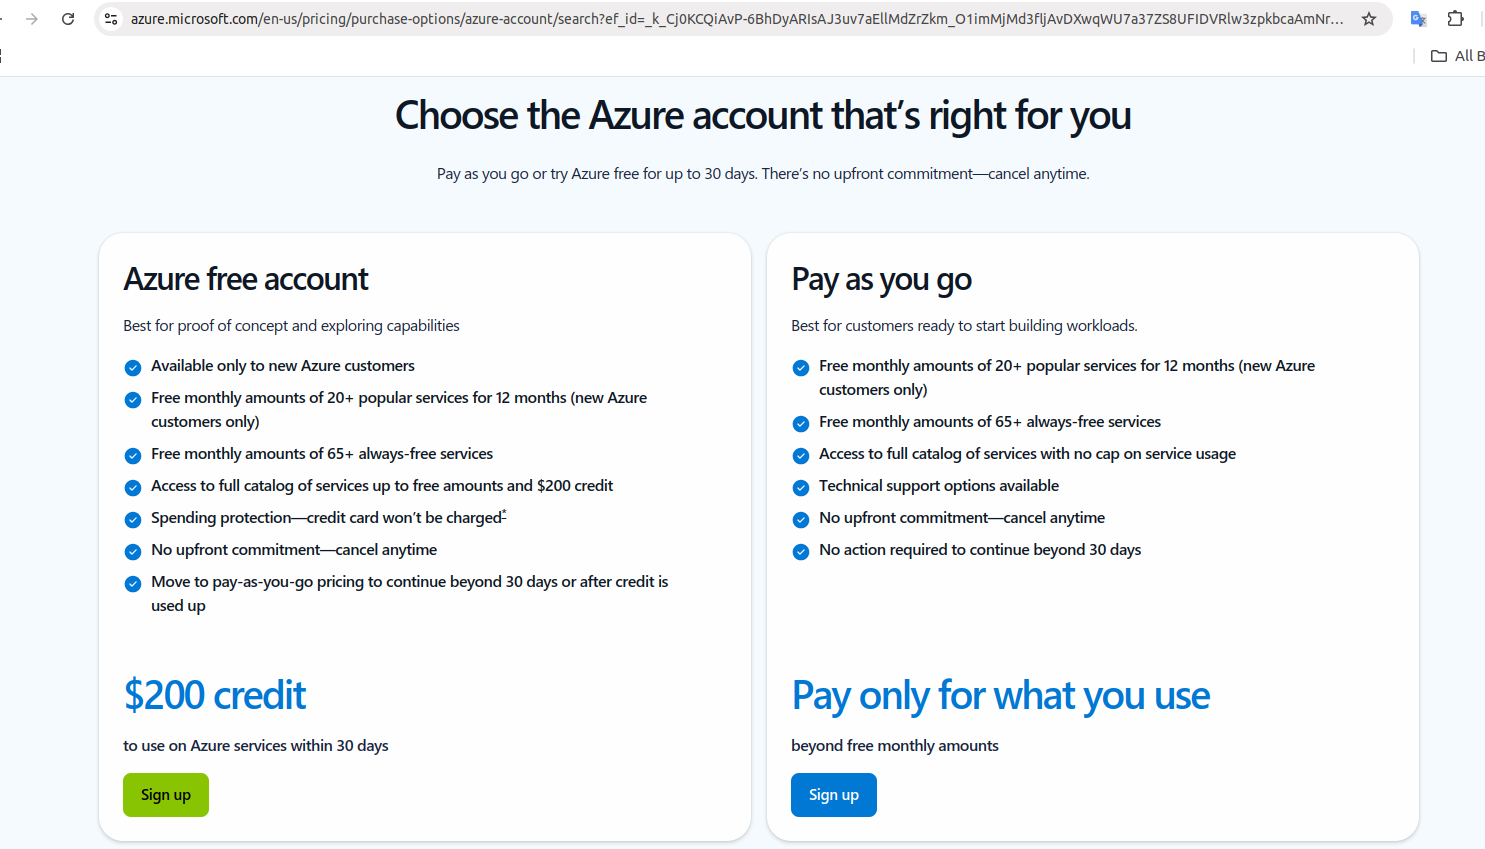 azure.microsoft.com/en-us/pricing/purchase-options/azure-account/search?ef_id=_k_Cj0KCQiAvP-6BhDyARIsAJ3uv7aEllMdZrZkm_O1imMjMd3fIjAvDXwqWU7a37ZS8UFIDVRlw3zpkbcaAmNr...
All B
Choose the Azure account that's right for you
Pay as you go or try Azure free for up to 30 days. There's no upfront commitment—cancel anytime.
Azure free account
Best for proof of concept and exploring capabilities
Available only to new Azure customers
Free monthly amounts of 20+ popular services for 12 months (new Azure
customers only)
Free monthly amounts of 65+ always-free services
Access to full catalog of services up to free amounts and $200 credit
Spending protection—credit card won't be charged*
No upfront commitment—cancel anytime
Move to pay-as-you-go pricing to continue beyond 30 days or after credit is
used up
$200 credit
to use on Azure services within 30 days
Sign up
Pay as you go
Best for customers ready to start building workloads.
Free monthly amounts of 20+ popular services for 12 months (new Azure
customers only)
Free monthly amounts of 65+ always-free services
Access to full catalog of services with no cap on service usage
Technical support options available
No upfront commitment—cancel anytime
No action required to continue beyond 30 days
Pay only for what you use
beyond free monthly amounts
Sign up